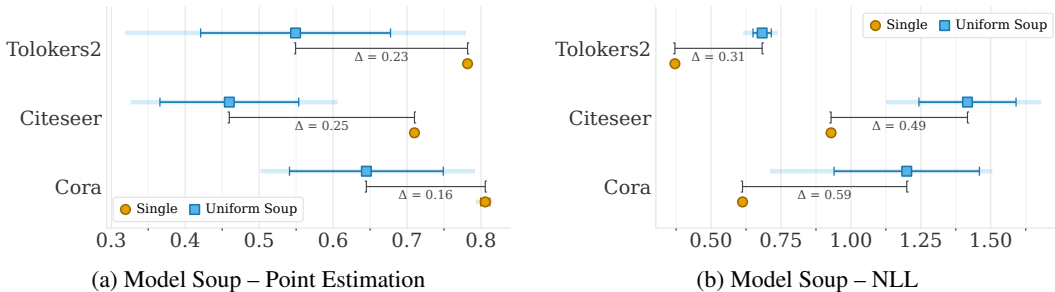 Tolokers2
Δ = 0.23
Citeseer
Δ = 0.25
Cora
Δ = 0.16
Single
Uniform Soup
0.3 0.4 0.5 0.6 0.7 0.8
(a) Model Soup – Point Estimation
Single
Uniform Soup
Tolokers2
Δ = 0.31
Citeseer
Δ = 0.49
Cora
Δ = 0.59
0.50 0.75 1.00 1.25 1.50
(b) Model Soup – NLL